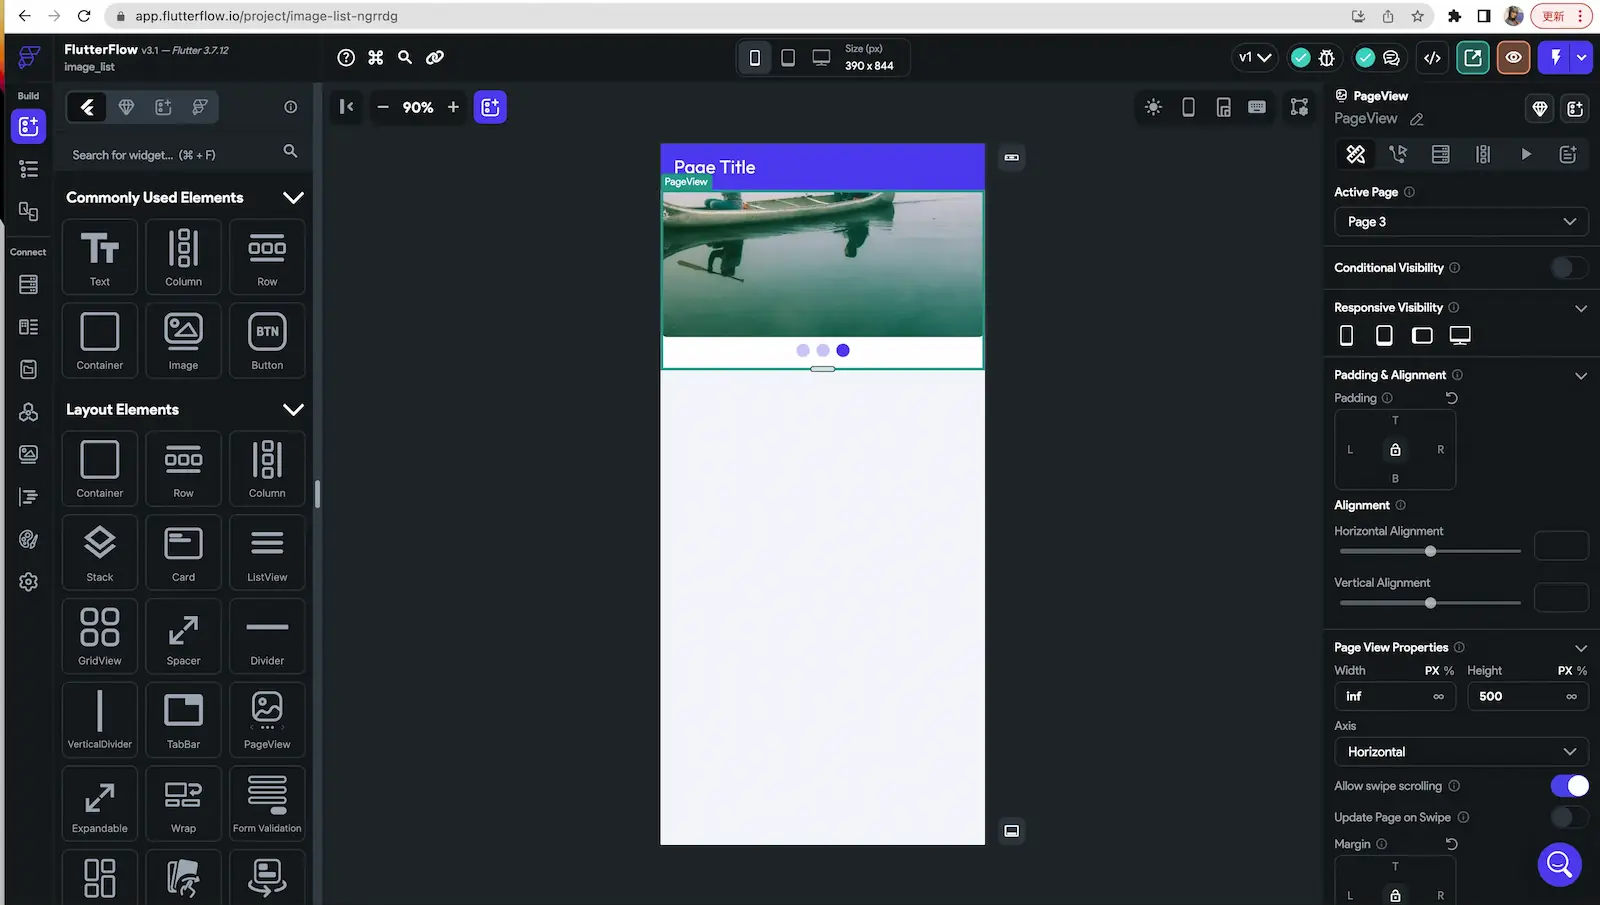 app.flutterflow.io/project/image-list-ngrrdg
更新
FlutterFlow v3.1 — Flutter 3.7.12
image_list
Size (px)
390 x 844
v1
Build
Connect
90%
Search for widget... (⌘ + F)
Commonly Used Elements
Text
Column
Row
Container
Image
BTN
Button
Layout Elements
Container
Row
Column
Stack
Card
ListView
GridView
Spacer
Divider
VerticalDivider
TabBar
PageView
Expandable
Wrap
Form Validation
Page Title
PageView
PageView
PageView
Active Page
Page 3
Conditional Visibility
Responsive Visibility
Padding & Alignment
Padding
T
L
R
B
Alignment
Horizontal Alignment
Vertical Alignment
Page View Properties
Width PX % Height PX %
inf ∞ 500 ∞
Axis
Horizontal
Allow swipe scrolling
Update Page on Swipe
Margin
T
L
R